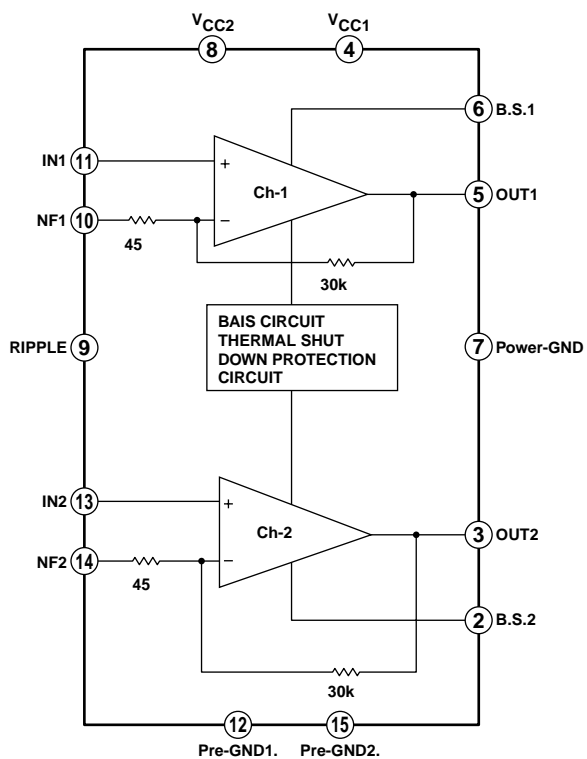 VCC2
VCC1
8
4
6
B.S.1
IN1
11
+
Ch-1
5
OUT1
NF1
10
−
45
30k
BAIS CIRCUIT
THERMAL SHUT
DOWN PROTECTION
CIRCUIT
RIPPLE
9
7
Power-GND
IN2
13
+
Ch-2
3
OUT2
NF2
14
−
45
2
B.S.2
30k
12
15
Pre-GND1.
Pre-GND2.